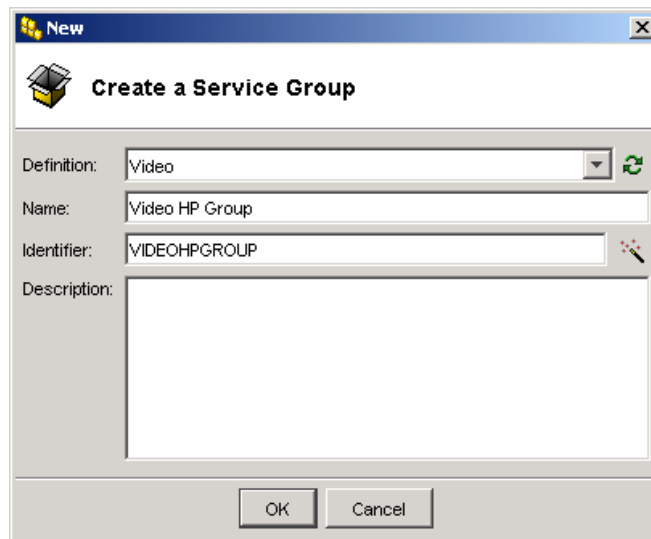 New
Create a Service Group
Definition: Video
Name: Video HP Group
Identifier: VIDEOHPGROUP
Description:
OK Cancel